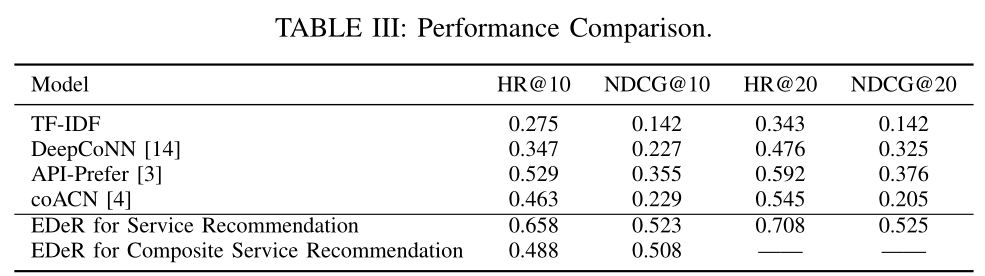 TABLE III: Performance Comparison.
Model HR@10 NDCG@10 HR@20 NDCG@20
TF-IDF 0.275 0.142 0.343 0.142
DeepCoNN [14] 0.347 0.227 0.476 0.325
API-Prefer [3] 0.529 0.355 0.592 0.376
coACN [4] 0.463 0.229 0.545 0.205
EDeR for Service Recommendation 0.658 0.523 0.708 0.525
EDeR for Composite Service Recommendation 0.488 0.508 —— ——